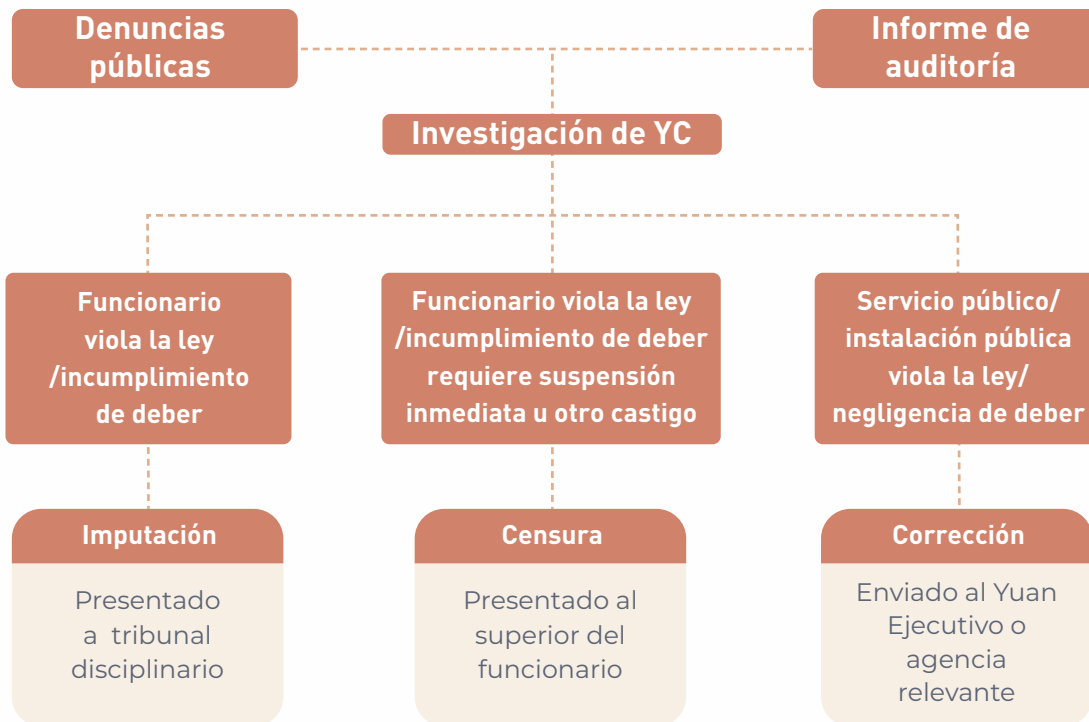 Denuncias
públicas
Informe de
auditoría
Investigación de YC
Funcionario
viola la ley
/incumplimiento
de deber
Funcionario viola la ley
/incumplimiento de deber
requiere suspensión
inmediata u otro castigo
Servicio público/
instalación pública
viola la ley/
negligencia de deber
Imputación
Presentado
a tribunal
disciplinario
Censura
Presentado al
superior del
funcionario
Corrección
Enviado al Yuan
Ejecutivo o
agencia
relevante